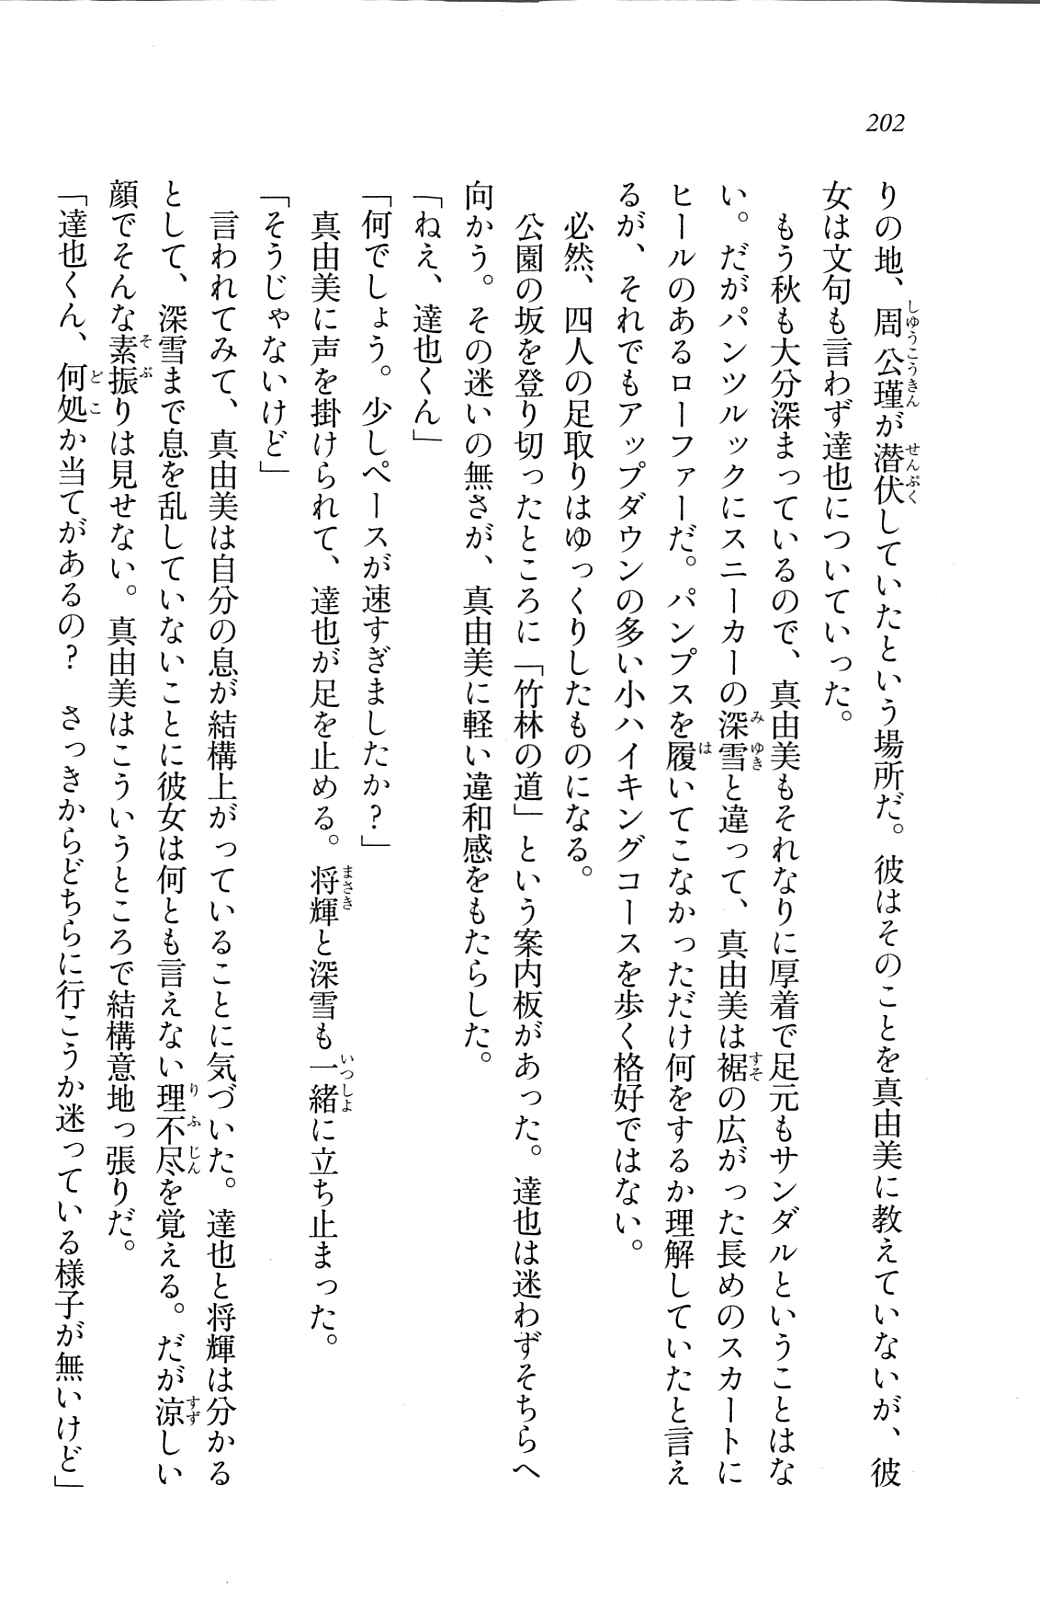 202
りの地、周公瑾が潜伏していたという場所だ。彼はそのことを真由美に教えていないが、彼
女は文句も言わず達也についていった。
もう秋も大分深まっているので、真由美もそれなりに厚着で足元もサンダルということはな
い。だがパンツルックにスニーカーの深雪と違って、真由美は裾の広がった長めのスカートに
ヒールのあるローファーだ。パンプスを履いてこなかっただけ何をするか理解していたと言え
るが、それでもアップダウンの多い小ハイキングコースを歩く格好ではない。
必然、四人の足取りはゆっくりしたものになる。
公園の坂を登り切ったところに「竹林の道」という案内板があった。達也は迷わずそちらへ
向かう。その迷いの無さが、真由美に軽い違和感をもたらした。
「ねえ、達也くん」
「何でしょう。少しペースが速すぎましたか？」
真由美に声を掛けられて、達也が足を止める。将輝と深雪も一緒に立ち止まった。
「そうじゃないけど」
言われてみて、真由美は自分の息が結構上がっていることに気づいた。達也と将輝は分かる
として、深雪まで息を乱していないことに彼女は何とも言えない理不尽を覚える。だが涼しい
顔でそんな素振りは見せない。真由美はこういうところで結構意地っ張りだ。
「達也くん、何処か当てがあるの？　さっきからどちらに行こうか迷っている様子が無いけど」